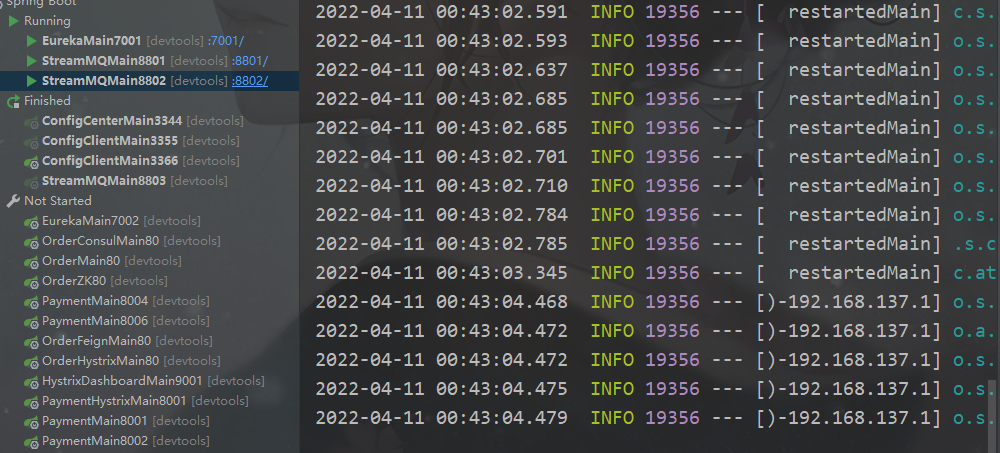 Spring Boot
Running
EurekaMain7001 [devtools] :7001/
StreamMQMain8801 [devtools] :8801/
StreamMQMain8802 [devtools] :8802/
Finished
ConfigCenterMain3344 [devtools]
ConfigClientMain3355 [devtools]
ConfigClientMain3366 [devtools]
StreamMQMain8803 [devtools]
Not Started
EurekaMain7002 [devtools]
OrderConsulMain80 [devtools]
OrderMain80 [devtools]
OrderZK80 [devtools]
PaymentMain8004 [devtools]
PaymentMain8006 [devtools]
OrderFeignMain80 [devtools]
OrderHystrixMain80 [devtools]
HystrixDashboardMain9001 [devtools]
PaymentHystrixMain8001 [devtools]
PaymentMain8001 [devtools]
PaymentMain8002 [devtools]
2022-04-11 00:43:02.591 INFO 19356 --- [ restartedMain] c.s.
2022-04-11 00:43:02.593 INFO 19356 --- [ restartedMain] o.s.
2022-04-11 00:43:02.637 INFO 19356 --- [ restartedMain] o.s.
2022-04-11 00:43:02.685 INFO 19356 --- [ restartedMain] o.s.
2022-04-11 00:43:02.685 INFO 19356 --- [ restartedMain] o.s.
2022-04-11 00:43:02.701 INFO 19356 --- [ restartedMain] o.s.
2022-04-11 00:43:02.710 INFO 19356 --- [ restartedMain] o.s.
2022-04-11 00:43:02.784 INFO 19356 --- [ restartedMain] o.s.
2022-04-11 00:43:02.785 INFO 19356 --- [ restartedMain] .s.c
2022-04-11 00:43:03.345 INFO 19356 --- [ restartedMain] c.at
2022-04-11 00:43:04.468 INFO 19356 --- [)-192.168.137.1] o.s.
2022-04-11 00:43:04.472 INFO 19356 --- [)-192.168.137.1] o.a.
2022-04-11 00:43:04.472 INFO 19356 --- [)-192.168.137.1] o.s.
2022-04-11 00:43:04.475 INFO 19356 --- [)-192.168.137.1] o.s.
2022-04-11 00:43:04.479 INFO 19356 --- [)-192.168.137.1] o.s.